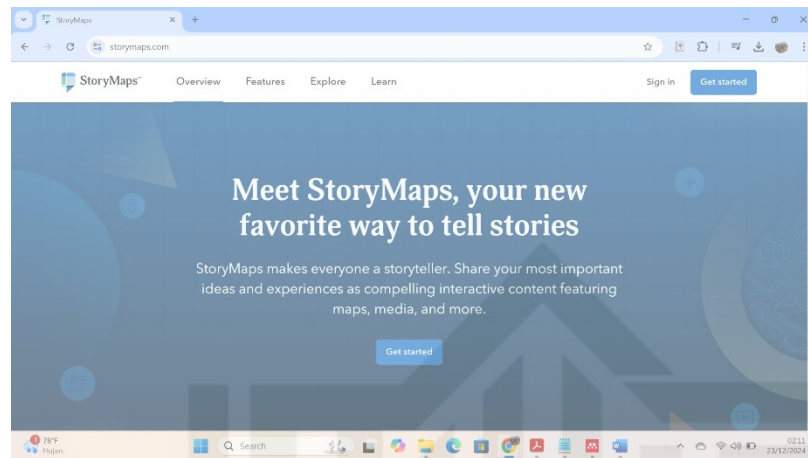 StoryMaps
storymaps.com
StoryMaps
Overview Features Explore Learn Sign in Get started
Meet StoryMaps, your new
favorite way to tell stories
StoryMaps makes everyone a storyteller. Share your most important
ideas and experiences as compelling interactive content featuring
maps, media, and more.
Get started
1
78°F
Hujan
Search
02:11
23/12/2024